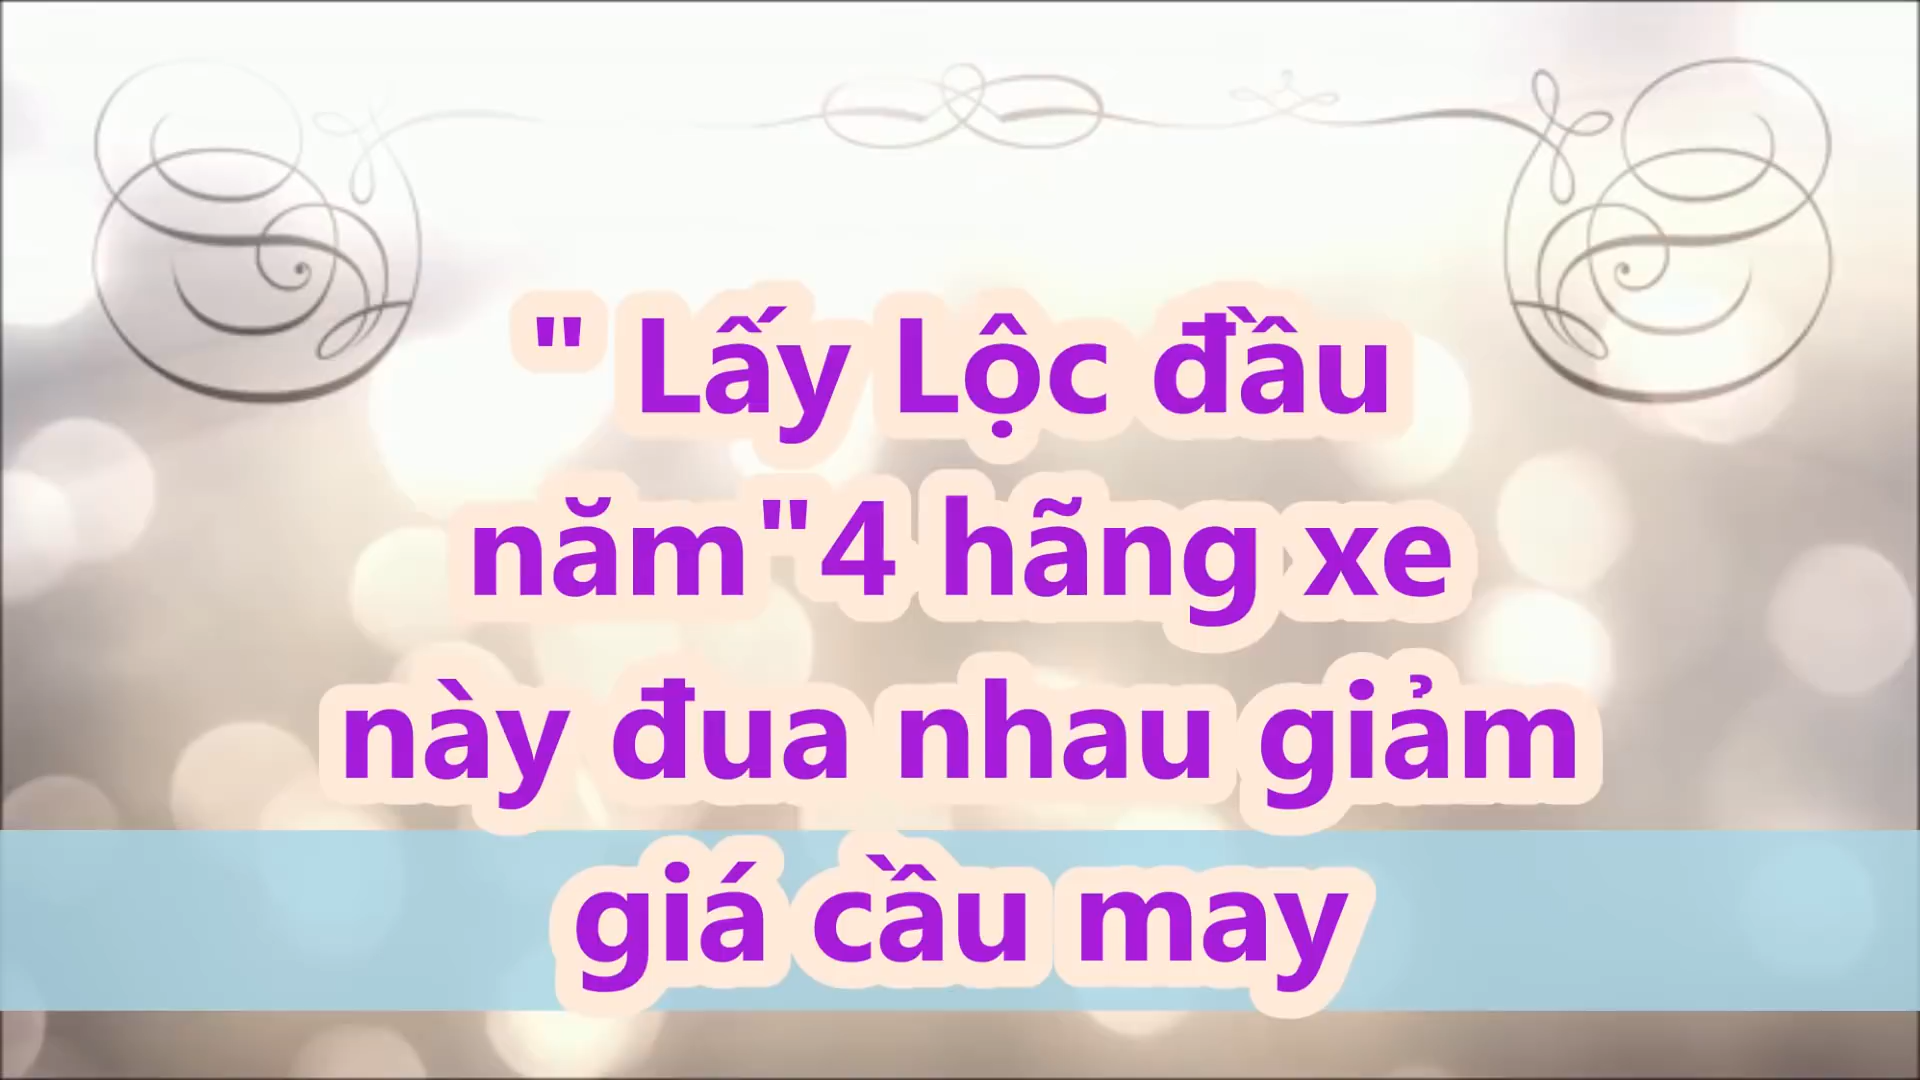 " Lấy Lộc đầu
năm"4 hãng xe
này đua nhau giảm
giá cầu may